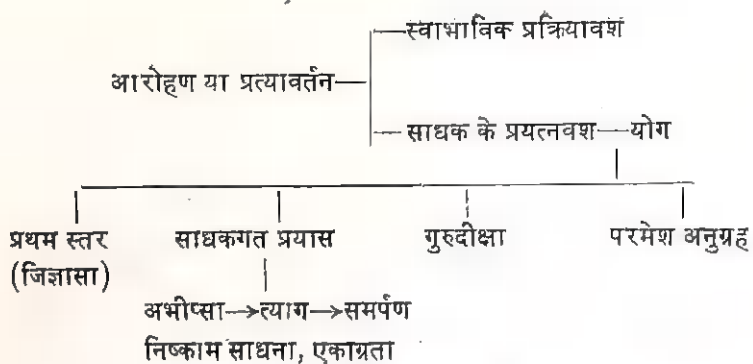 स्वाभाविक प्रक्रियावश
आरोहण या प्रत्यावर्तन
साधक के प्रयत्नवश — योग
प्रथम स्तर साधकगत प्रयास गुरुदीक्षा परमेश अनुग्रह
(जिज्ञासा)
अभीप्सा→त्याग→समर्पण
निष्काम साधना, एकाग्रता